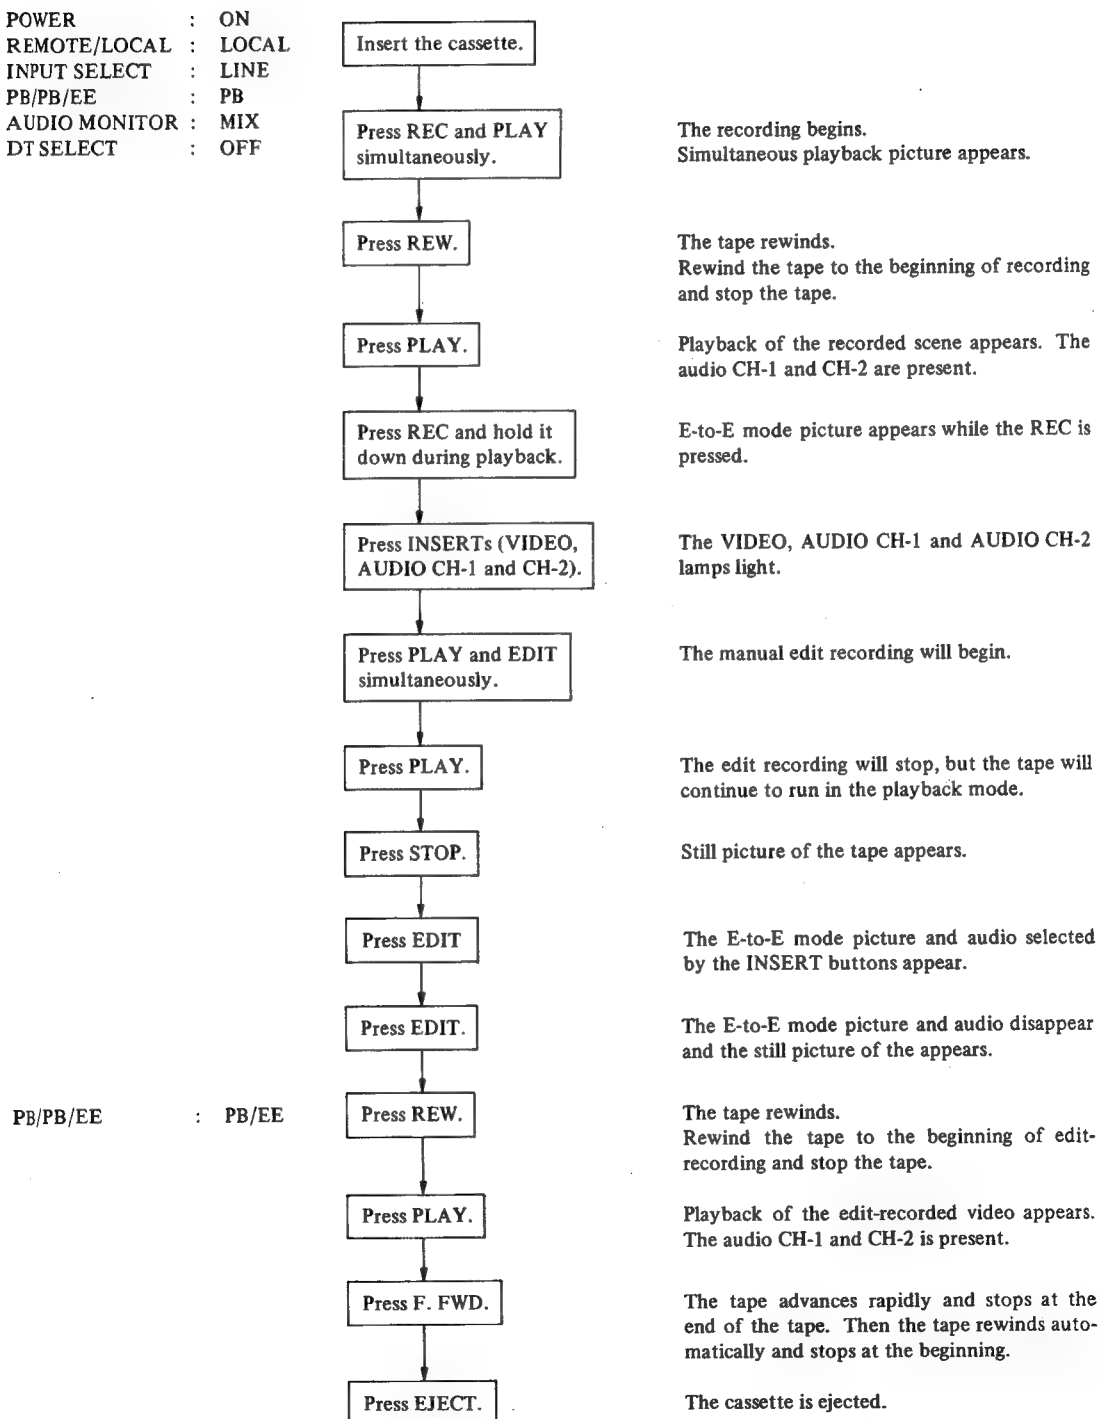 POWER : ON
REMOTE/LOCAL : LOCAL
INPUT SELECT : LINE
PB/PB/EE : PB
AUDIO MONITOR : MIX
DT SELECT : OFF
Insert the cassette.
Press REC and PLAY
simultaneously.
The recording begins.
Simultaneous playback picture appears.
Press REW.
The tape rewinds.
Rewind the tape to the beginning of recording
and stop the tape.
Press PLAY.
Playback of the recorded scene appears. The
audio CH-1 and CH-2 are present.
Press REC and hold it
down during playback.
E-to-E mode picture appears while the REC is
pressed.
Press INSERTs (VIDEO,
AUDIO CH-1 and CH-2).
The VIDEO, AUDIO CH-1 and AUDIO CH-2
lamps light.
Press PLAY and EDIT
simultaneously.
The manual edit recording will begin.
Press PLAY.
The edit recording will stop, but the tape will
continue to run in the playback mode.
Press STOP.
Still picture of the tape appears.
Press EDIT
The E-to-E mode picture and audio selected
by the INSERT buttons appear.
Press EDIT.
The E-to-E mode picture and audio disappear
and the still picture of the appears.
PB/PB/EE : PB/EE
Press REW.
The tape rewinds.
Rewind the tape to the beginning of edit-
recording and stop the tape.
Press PLAY.
Playback of the edit-recorded video appears.
The audio CH-1 and CH-2 is present.
Press F. FWD.
The tape advances rapidly and stops at the
end of the tape. Then the tape rewinds auto-
matically and stops at the beginning.
Press EJECT.
The cassette is ejected.